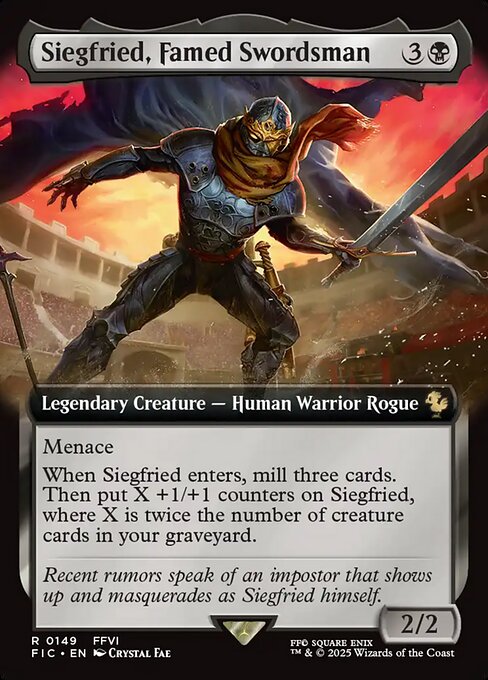 Siegfried, Famed Swordsman 3
Legendary Creature — Human Warrior Rogue
Menace
When Siegfried enters, mill three cards.
Then put X +1/+1 counters on Siegfried,
where X is twice the number of creature
cards in your graveyard.
Recent rumors speak of an impostor that shows
up and masquerades as Siegfried himself.
2/2
R 0149 FFVI
FIC • EN Crystal Fae
FF© SQUARE ENIX
™ & © 2025 Wizards of the Coast